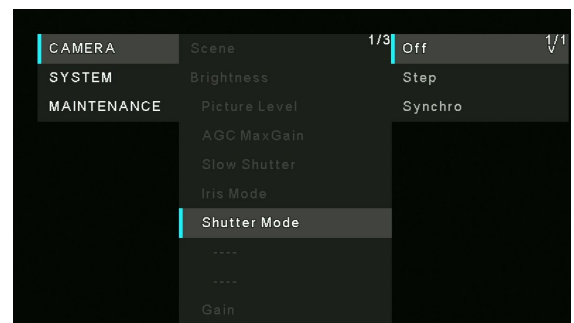 CAMERA
SYSTEM
MAINTENANCE
1/3
Scene
Brightness
Picture Level
AGC MaxGain
Slow Shutter
Iris Mode
Shutter Mode
----
----
Gain
1/1
Off
Step
Synchro